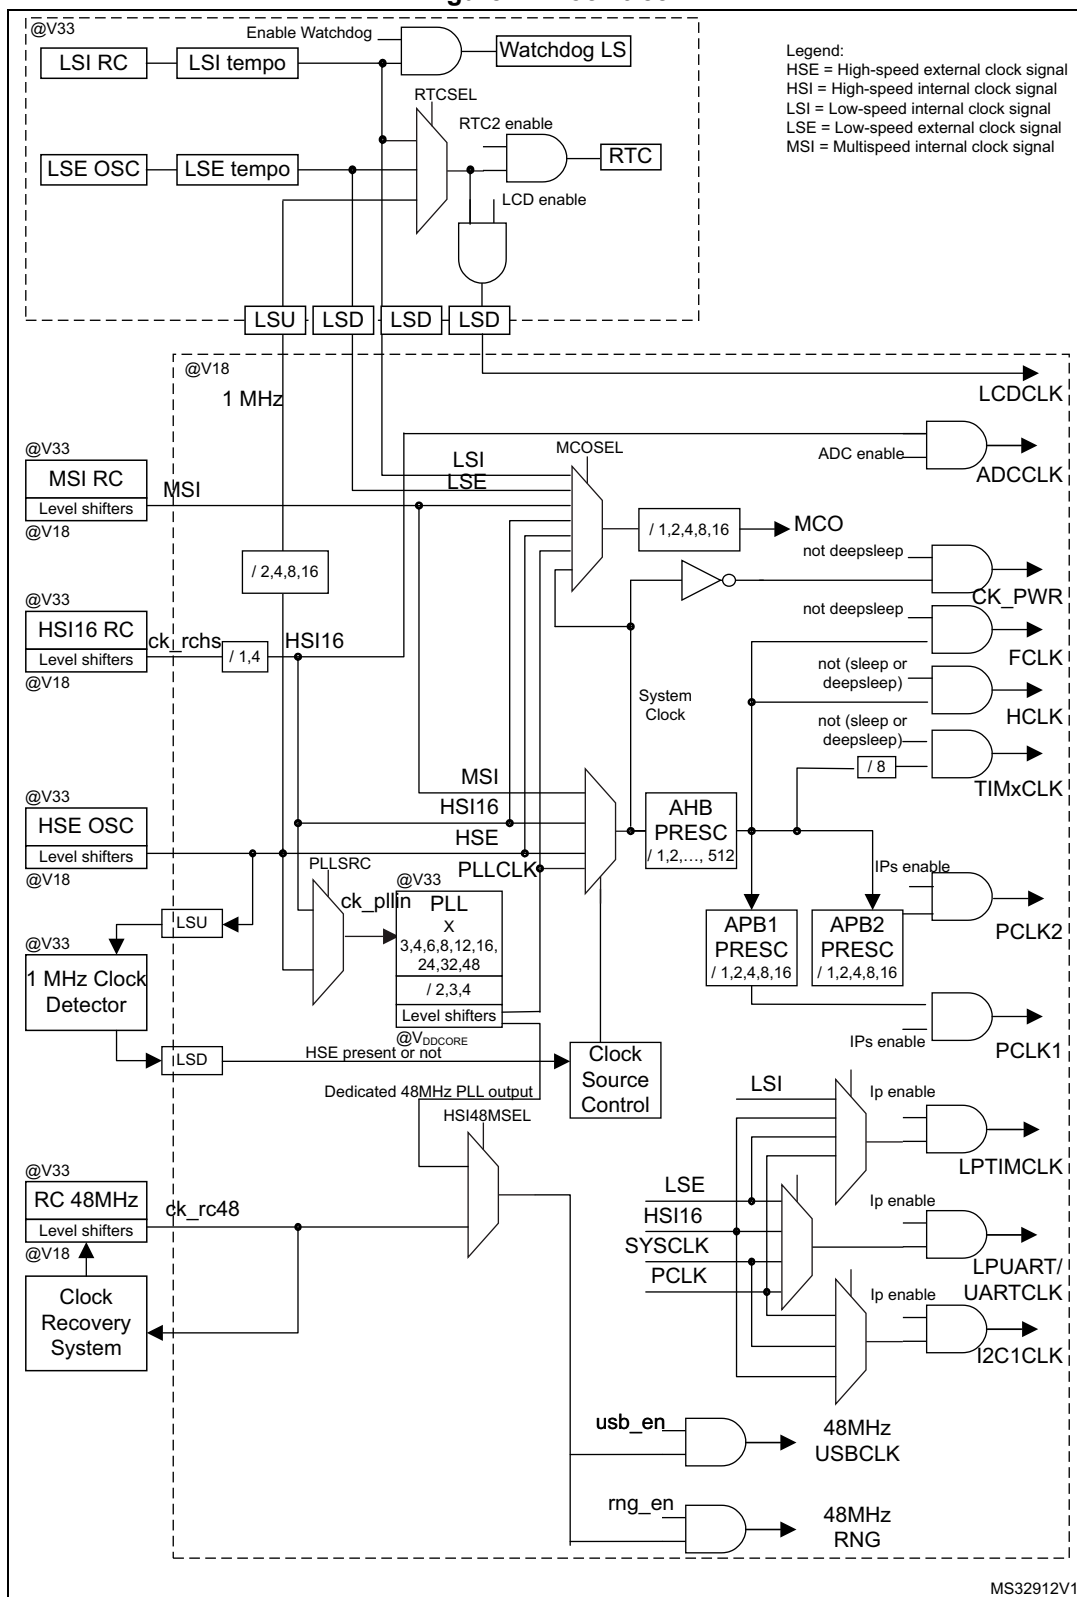 @V33
Enable Watchdog
LSI RC
LSI tempo
Watchdog LS
Legend:
HSE = High-speed external clock signal
HSI = High-speed internal clock signal
LSI = Low-speed internal clock signal
LSE = Low-speed external clock signal
MSI = Multispeed internal clock signal
RTCSEL
RTC2 enable
LSE OSC
LSE tempo
RTC
LCD enable
LSU
LSD
LSD
LSD
@V18
1 MHz
LCDCLK
@V33
MSI RC
Level shifters
@V18
MSI
LSI
LSE
MCOSEL
ADC enable
ADCCLK
/ 1,2,4,8,16
MCO
not deepsleep
CK_PWR
/ 2,4,8,16
@V33
HSI16 RC
Level shifters
@V18
ck_rchs
/ 1,4
HSI16
not deepsleep
FCLK
not (sleep or
deepsleep)
HCLK
System
Clock
not (sleep or
deepsleep)
/ 8
TIMxCLK
MSI
HSI16
HSE
PLLCLK
AHB
PRESC
/ 1,2,..., 512
@V33
HSE OSC
Level shifters
@V18
PLLSRC
ck_pllin
@V33
PLL
X
3,4,6,8,12,16,
24,32,48
/ 2,3,4
Level shifters
@VDDCORE
IPs enable
PCLK2
APB1
PRESC
/ 1,2,4,8,16
APB2
PRESC
/ 1,2,4,8,16
LSU
@V33
1 MHz Clock
Detector
LSD
HSE present or not
Clock
Source
Control
IPs enable
PCLK1
Dedicated 48MHz PLL output
HSI48MSEL
LSI
Ip enable
LPTIMCLK
@V33
RC 48MHz
Level shifters
@V18
ck_rc48
LSE
HSI16
SYSCLK
PCLK
Ip enable
LPUART/
UARTCLK
Clock
Recovery
System
Ip enable
I2C1CLK
usb_en
48MHz
USBCLK
rng_en
48MHz
RNG
MS32912V1